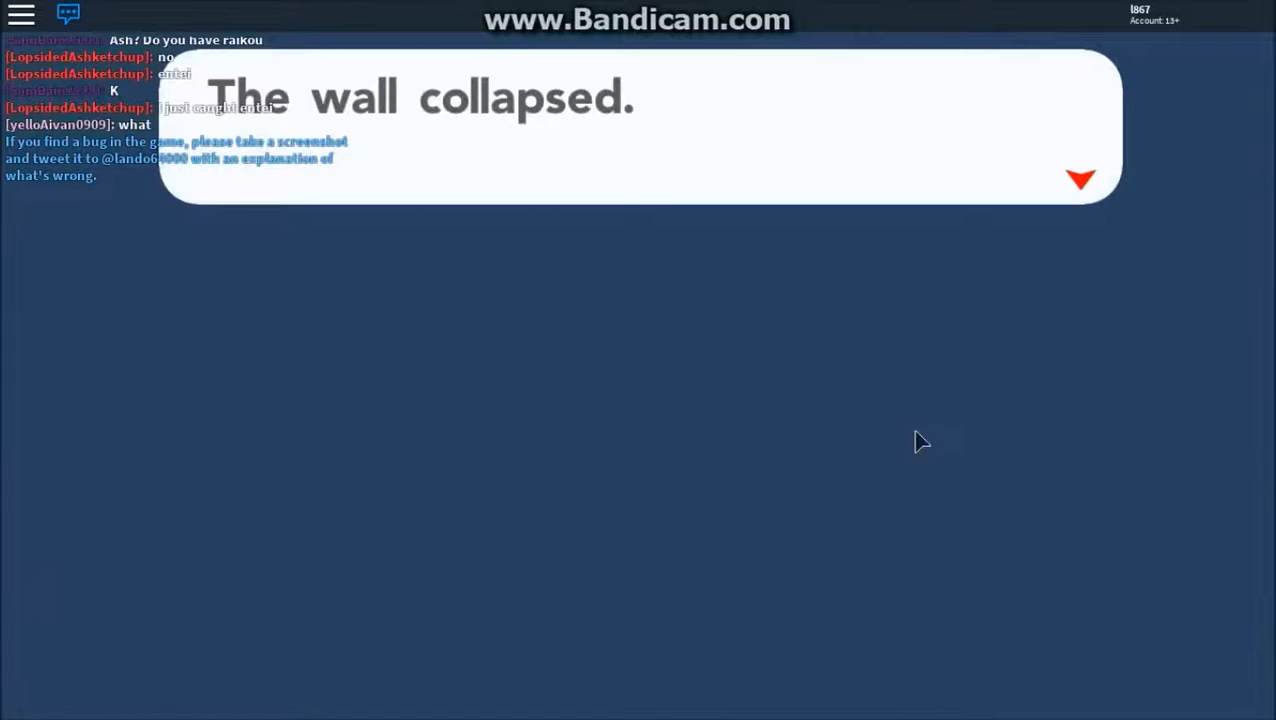 www.Bandicam.com
l867
Account: 13+
Ash? Do you have raikou
[LopsidedAshketchup]: no
[LopsidedAshketchup]: entei
K
[LopsidedAshketchup]: i just caught entei
[yelloAivan0909]: what
If you find a bug in the game, please take a screenshot
and tweet it to @lando64000 with an explanation of
what's wrong.
The wall collapsed.